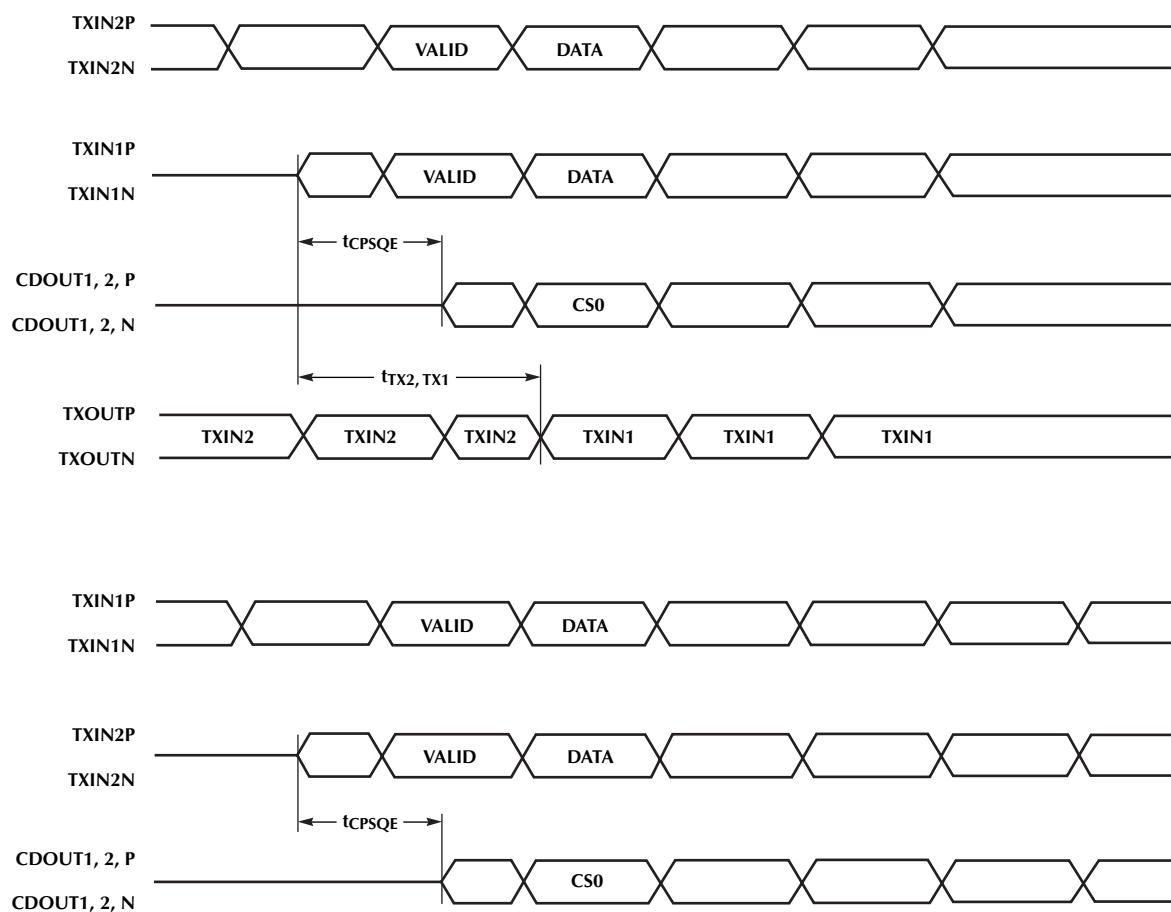 TXIN2P
TXIN2N
VALID DATA
TXIN1P
TXIN1N
VALID DATA
tCPSQE
CDOUT1, 2, P
CDOUT1, 2, N
CS0
tTX2, TX1
TXOUTP
TXOUTN
TXIN2 TXIN2 TXIN2 TXIN1 TXIN1 TXIN1
TXIN1P
TXIN1N
VALID DATA
TXIN2P
TXIN2N
VALID DATA
tCPSQE
CDOUT1, 2, P
CDOUT1, 2, N
CS0